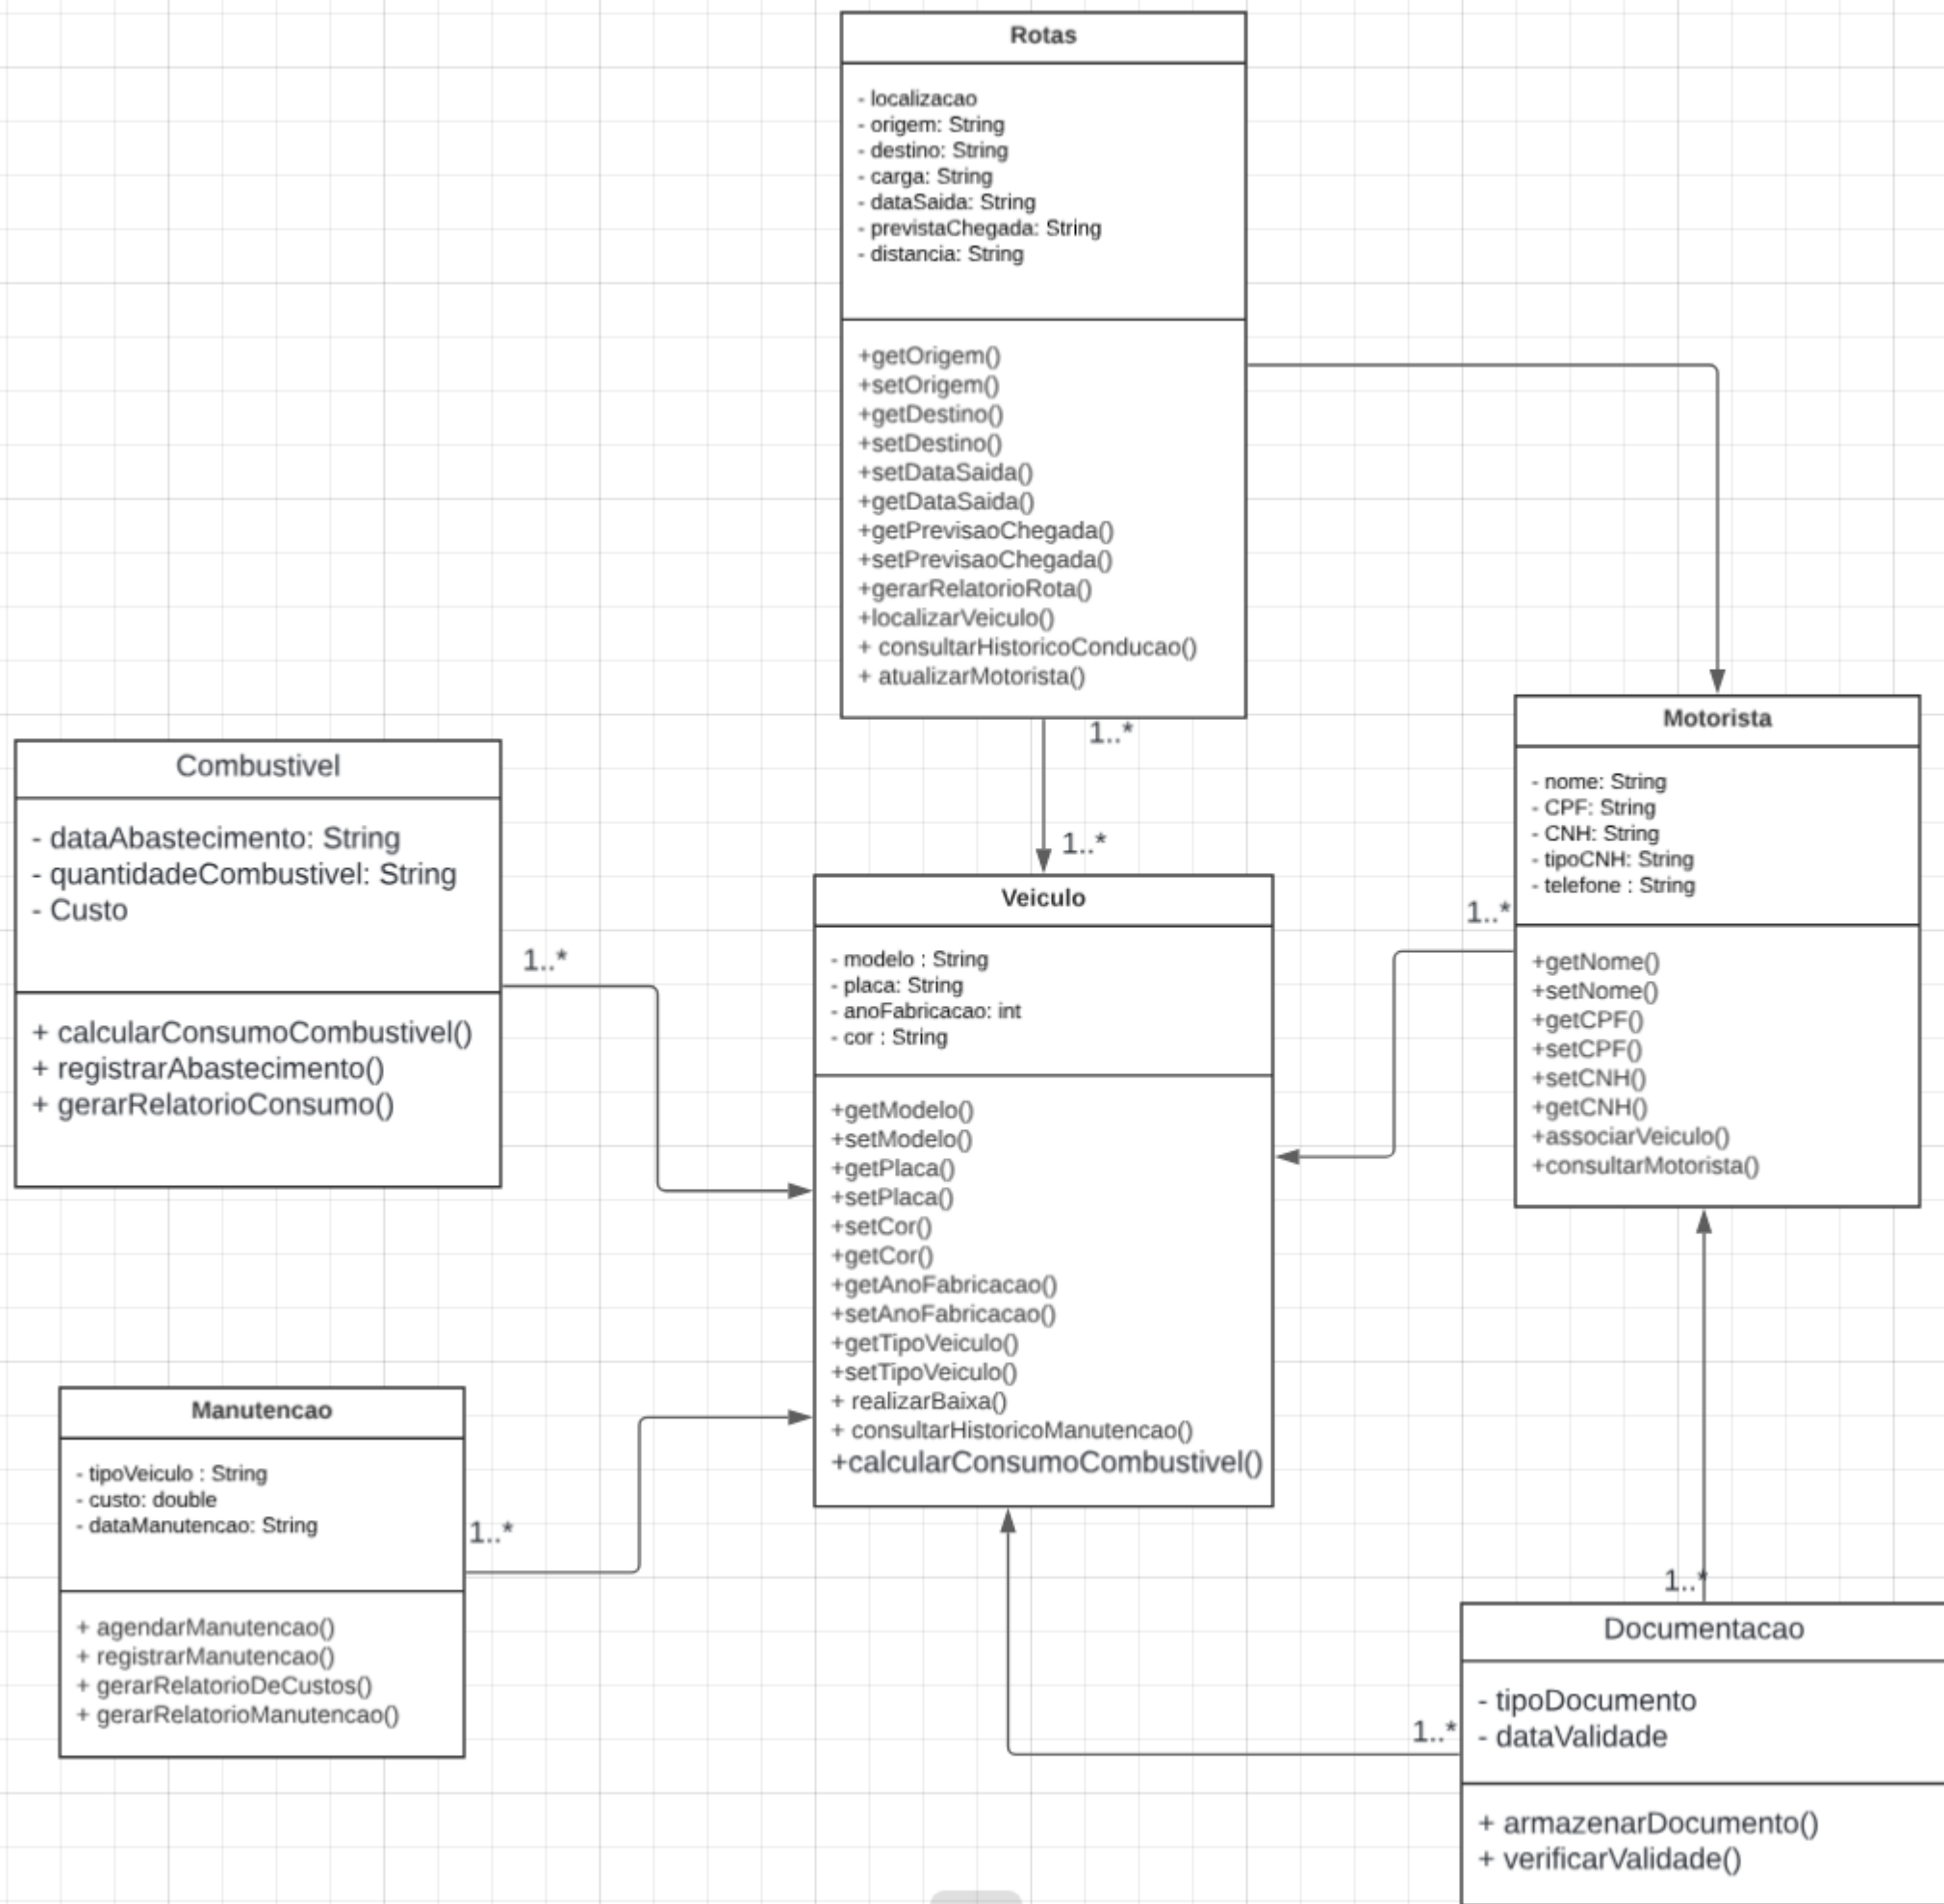 Rotas
- localizacao
- origem: String
- destino: String
- carga: String
- dataSaida: String
- previstaChegada: String
- distancia: String
+getOrigem()
+setOrigem()
+getDestino()
+setDestino()
+setDataSaida()
+getDataSaida()
+getPrevisaoChegada()
+setPrevisaoChegada()
+gerarRelatorioRota()
+localizarVeiculo()
+ consultarHistoricoConducao()
+ atualizarMotorista()
1..*
1..*
Combustivel
- dataAbastecimento: String
- quantidadeCombustivel: String
- Custo
+ calcularConsumoCombustivel()
+ registrarAbastecimento()
+ gerarRelatorioConsumo()
1..*
Veiculo
- modelo : String
- placa: String
- anoFabricacao: int
- cor : String
+getModelo()
+setModelo()
+getPlaca()
+setPlaca()
+setCor()
+getCor()
+getAnoFabricacao()
+setAnoFabricacao()
+getTipoVeiculo()
+setTipoVeiculo()
+ realizarBaixa()
+ consultarHistoricoManutencao()
+calcularConsumoCombustivel()
Motorista
- nome: String
- CPF: String
- CNH: String
- tipoCNH: String
- telefone : String
1..*
+getNome()
+setNome()
+getCPF()
+setCPF()
+setCNH()
+getCNH()
+associarVeiculo()
+consultarMotorista()
Manutencao
- tipoVeiculo : String
- custo: double
- dataManutencao: String
1..*
+ agendarManutencao()
+ registrarManutencao()
+ gerarRelatorioDeCustos()
+ gerarRelatorioManutencao()
1..*
Documentacao
- tipoDocumento
- dataValidade
1..*
+ armazenarDocumento()
+ verificarValidade()